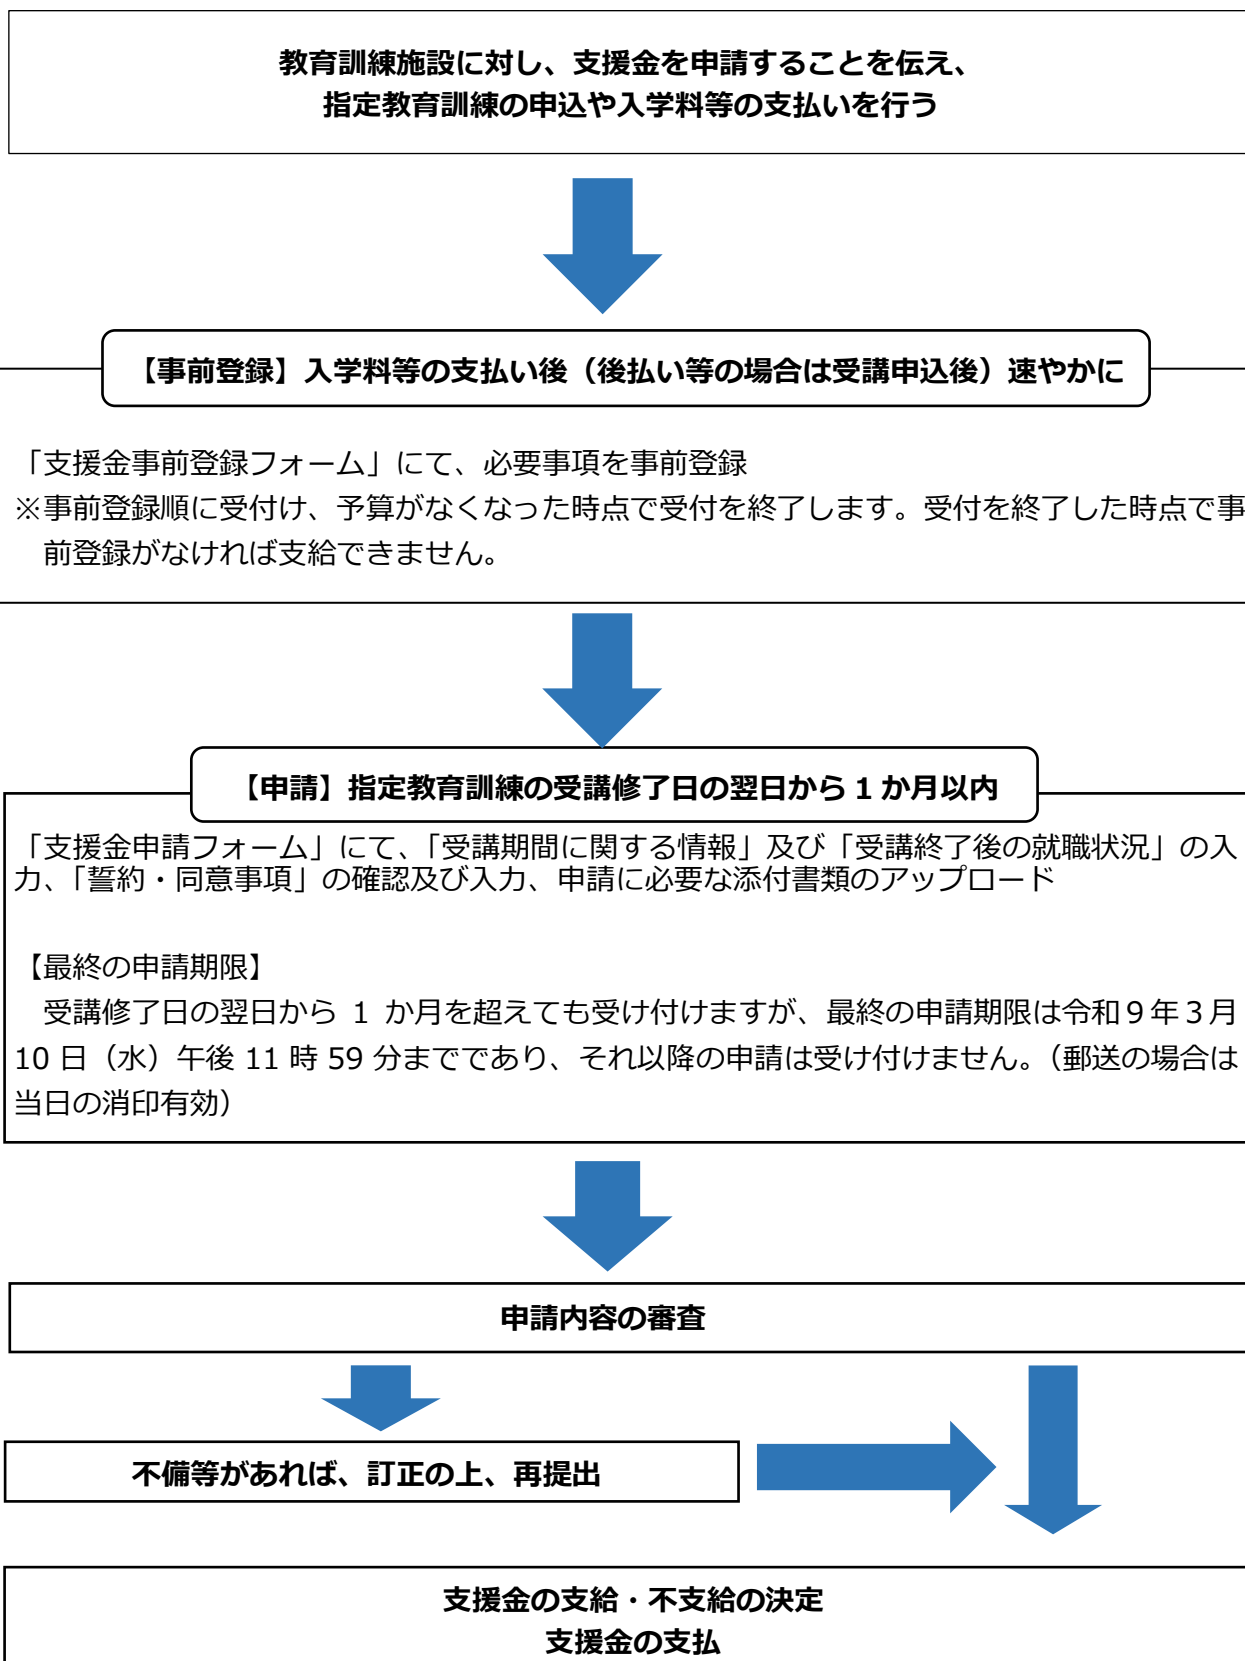 教育訓練施設に対し、支援金を申請することを伝え、
指定教育訓練の申込や入学料等の支払いを行う
【事前登録】入学料等の支払い後（後払い等の場合は受講申込後）速やかに
「支援金事前登録フォーム」にて、必要事項を事前登録
※事前登録順に受付け、予算がなくなった時点で受付を終了します。受付を終了した時点で事
前登録がなければ支給できません。
【申請】指定教育訓練の受講修了日の翌日から１か月以内
「支援金申請フォーム」にて、「受講期間に関する情報」及び「受講終了後の就職状況」の入
力、「誓約・同意事項」の確認及び入力、申請に必要な添付書類のアップロード
【最終の申請期限】
受講修了日の翌日から 1 か月を超えても受け付けますが、最終の申請期限は令和９年３月
10 日（水）午後 11 時 59 分までであり、それ以降の申請は受け付けません。（郵送の場合は
当日の消印有効）
申請内容の審査
不備等があれば、訂正の上、再提出
支援金の支給・不支給の決定
支援金の支払